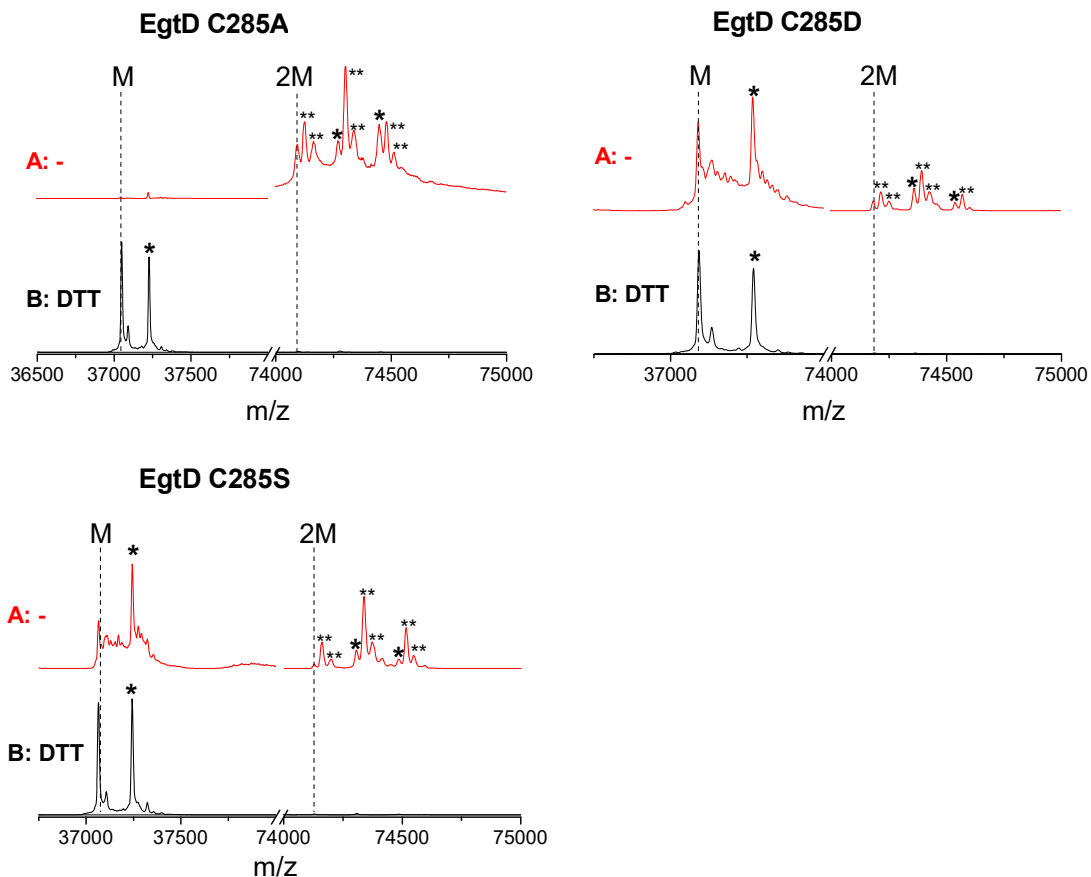 EgtD C285A
M
2M
**
**
**
*
**
*
**
**
A: -
*
B: DTT
36500 37000 37500 74000 74500 75000
m/z
EgtD C285D
M
*
2M
**
**
*
**
**
*
**
A: -
*
B: DTT
37000 74000 74500 75000
m/z
EgtD C285S
M
*
2M
**
**
*
**
**
*
**
**
A: -
*
B: DTT
37000 37500 74000 74500 75000
m/z